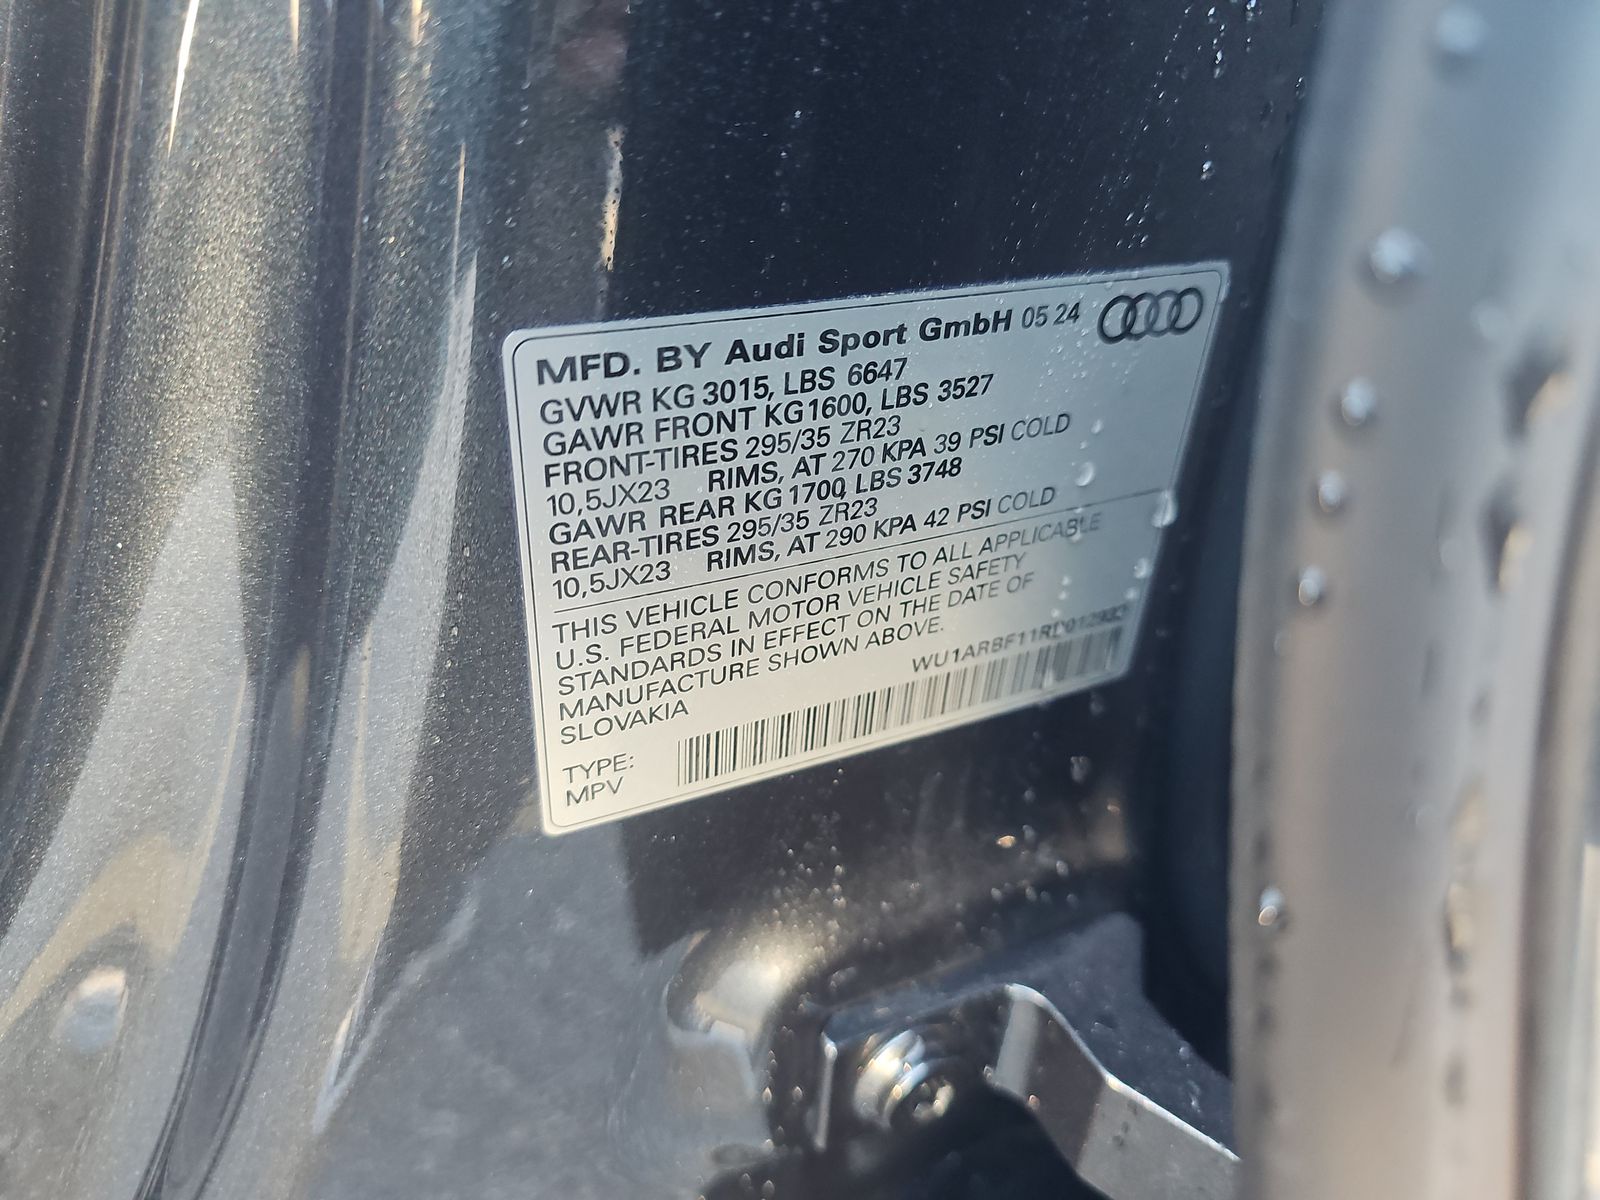 MFD. BY Audi Sport GmbH 05 24
GVWR KG 3015, LBS 6647
GAWR FRONT KG 1600, LBS 3527
FRONT-TIRES 295/35 ZR23
10,5JX23 RIMS, AT 270 KPA 39 PSI COLD
GAWR REAR KG 1700, LBS 3748
REAR-TIRES 295/35 ZR23
10,5JX23 RIMS, AT 290 KPA 42 PSI COLD
THIS VEHICLE CONFORMS TO ALL APPLICABLE
U.S. FEDERAL MOTOR VEHICLE SAFETY
STANDARDS IN EFFECT ON THE DATE OF
MANUFACTURE SHOWN ABOVE.
SLOVAKIA
TYPE:
MPV